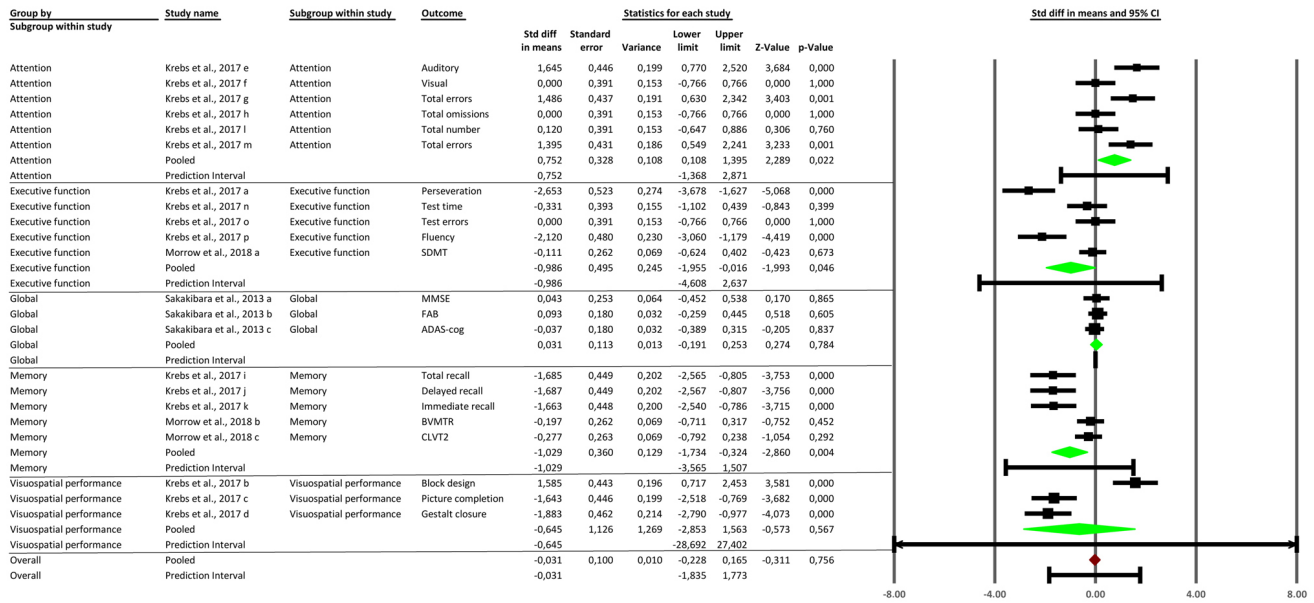 Group by Study name Subgroup within study Outcome Statistics for each study Std diff in means and 95% CI
Subgroup within study
Std diff Standard Lower Upper
in means error Variance limit limit Z-Value p-Value
Attention Krebs et al., 2017 e Attention Auditory 1,645 0,446 0,199 0,770 2,520 3,684 0,000
Attention Krebs et al., 2017 f Attention Visual 0,000 0,391 0,153 -0,766 0,766 0,000 1,000
Attention Krebs et al., 2017 g Attention Total errors 1,486 0,437 0,191 0,630 2,342 3,403 0,001
Attention Krebs et al., 2017 h Attention Total omissions 0,000 0,391 0,153 -0,766 0,766 0,000 1,000
Attention Krebs et al., 2017 l Attention Total number 0,120 0,391 0,153 -0,647 0,886 0,306 0,760
Attention Krebs et al., 2017 m Attention Total errors 1,395 0,431 0,186 0,549 2,241 3,233 0,001
Attention Pooled 0,752 0,328 0,108 0,108 1,395 2,289 0,022
Attention Prediction Interval 0,752 -1,368 2,871
Executive function Krebs et al., 2017 a Executive function Perseveration -2,653 0,523 0,274 -3,678 -1,627 -5,068 0,000
Executive function Krebs et al., 2017 n Executive function Test time -0,331 0,393 0,155 -1,102 0,439 -0,843 0,399
Executive function Krebs et al., 2017 o Executive function Test errors 0,000 0,391 0,153 -0,766 0,766 0,000 1,000
Executive function Krebs et al., 2017 p Executive function Fluency -2,120 0,480 0,230 -3,060 -1,179 -4,419 0,000
Executive function Morrow et al., 2018 a Executive function SDMT -0,111 0,262 0,069 -0,624 0,402 -0,423 0,673
Executive function Pooled -0,986 0,495 0,245 -1,955 -0,016 -1,993 0,046
Executive function Prediction Interval -0,986 -4,608 2,637
Global Sakakibara et al., 2013 a Global MMSE 0,043 0,253 0,064 -0,452 0,538 0,170 0,865
Global Sakakibara et al., 2013 b Global FAB 0,093 0,180 0,032 -0,259 0,445 0,518 0,605
Global Sakakibara et al., 2013 c Global ADAS-cog -0,037 0,180 0,032 -0,389 0,315 -0,205 0,837
Global Pooled 0,031 0,113 0,013 -0,191 0,253 0,274 0,784
Global Prediction Interval
Memory Krebs et al., 2017 i Memory Total recall -1,685 0,449 0,202 -2,565 -0,805 -3,753 0,000
Memory Krebs et al., 2017 j Memory Delayed recall -1,687 0,449 0,202 -2,567 -0,807 -3,756 0,000
Memory Krebs et al., 2017 k Memory Immediate recall -1,663 0,448 0,200 -2,540 -0,786 -3,715 0,000
Memory Morrow et al., 2018 b Memory BVMTR -0,197 0,262 0,069 -0,711 0,317 -0,752 0,452
Memory Morrow et al., 2018 c Memory CLVT2 -0,277 0,263 0,069 -0,792 0,238 -1,054 0,292
Memory Pooled -1,029 0,360 0,129 -1,734 -0,324 -2,860 0,004
Memory Prediction Interval -1,029 -3,565 1,507
Visuospatial performance Krebs et al., 2017 b Visuospatial performance Block design 1,585 0,443 0,196 0,717 2,453 3,581 0,000
Visuospatial performance Krebs et al., 2017 c Visuospatial performance Picture completion -1,643 0,446 0,199 -2,518 -0,769 -3,682 0,000
Visuospatial performance Krebs et al., 2017 d Visuospatial performance Gestalt closure -1,883 0,462 0,214 -2,790 -0,977 -4,073 0,000
Visuospatial performance Pooled -0,645 1,126 1,269 -2,853 1,563 -0,573 0,567
Visuospatial performance Prediction Interval -0,645 -28,692 27,402
Overall Pooled -0,031 0,100 0,010 -0,228 0,165 -0,311 0,756
Overall Prediction Interval -0,031 -1,835 1,773
-8.00 -4.00 0.00 4.00 8.00